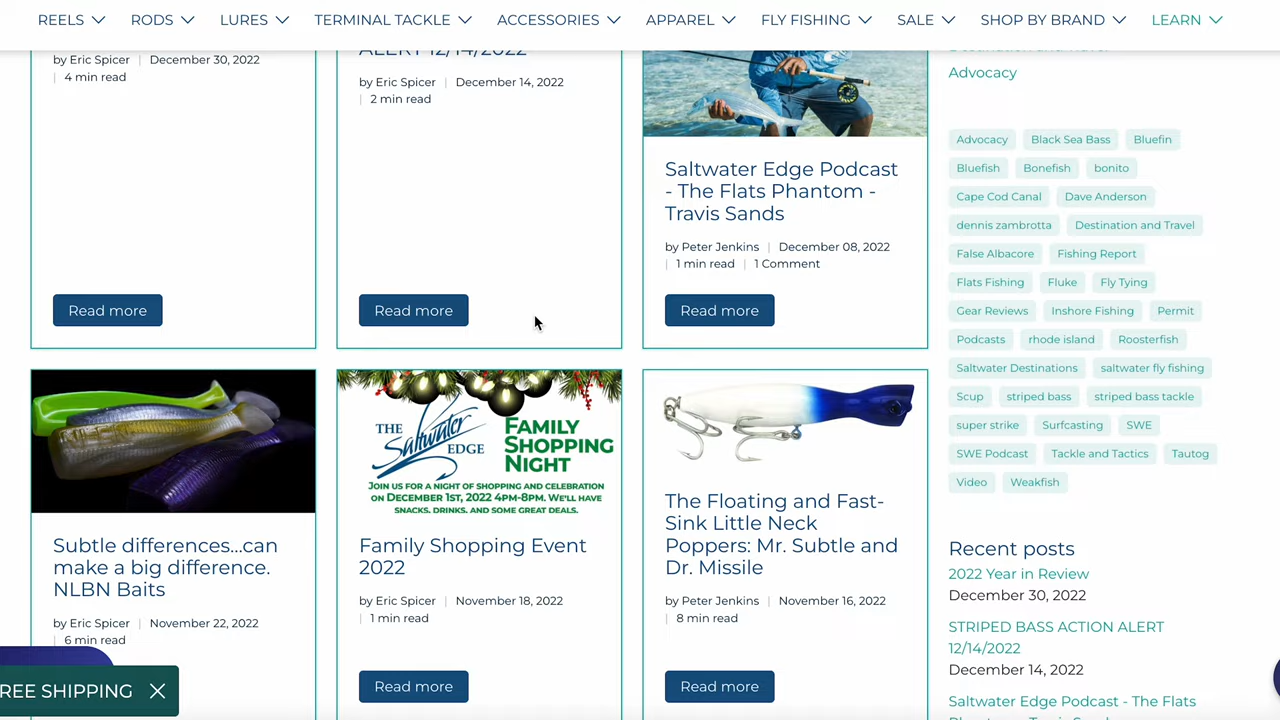 REELS
RODS
LURES
TERMINAL TACKLE
ACCESSORIES
APPAREL
FLY FISHING
SALE
SHOP BY BRAND
LEARN
by Eric Spicer | December 30, 2022
| 4 min read
ALERT 12/14/2022
by Eric Spicer | December 14, 2022
| 2 min read
Saltwater Edge Podcast
- The Flats Phantom -
Travis Sands
by Peter Jenkins | December 08, 2022
| 1 min read | 1 Comment
Read more
Read more
Read more
THE
Saltwater
EDGE
FAMILY
SHOPPING
NIGHT
JOIN US FOR A NIGHT OF SHOPPING AND CELEBRATION
ON DECEMBER 1ST, 2022 4PM-8PM. WE'LL HAVE
SNACKS, DRINKS, AND SOME GREAT DEALS.
Subtle differences...can
make a big difference.
NLBN Baits
by Eric Spicer | November 22, 2022
| 6 min read
Family Shopping Event
2022
by Eric Spicer | November 18, 2022
| 1 min read
Read more
The Floating and Fast-
Sink Little Neck
Poppers: Mr. Subtle and
Dr. Missile
by Peter Jenkins | November 16, 2022
| 8 min read
Read more
REE SHIPPING
Advocacy
Advocacy Black Sea Bass Bluefin
Bluefish Bonefish bonito
Cape Cod Canal Dave Anderson
dennis zambrotta Destination and Travel
False Albacore Fishing Report
Flats Fishing Fluke Fly Tying
Gear Reviews Inshore Fishing Permit
Podcasts rhode island Roosterfish
Saltwater Destinations saltwater fly fishing
Scup striped bass striped bass tackle
super strike Surfcasting SWE
SWE Podcast Tackle and Tactics Tautog
Video Weakfish
Recent posts
2022 Year in Review
December 30, 2022
STRIPED BASS ACTION ALERT
12/14/2022
December 14, 2022
Saltwater Edge Podcast - The Flats